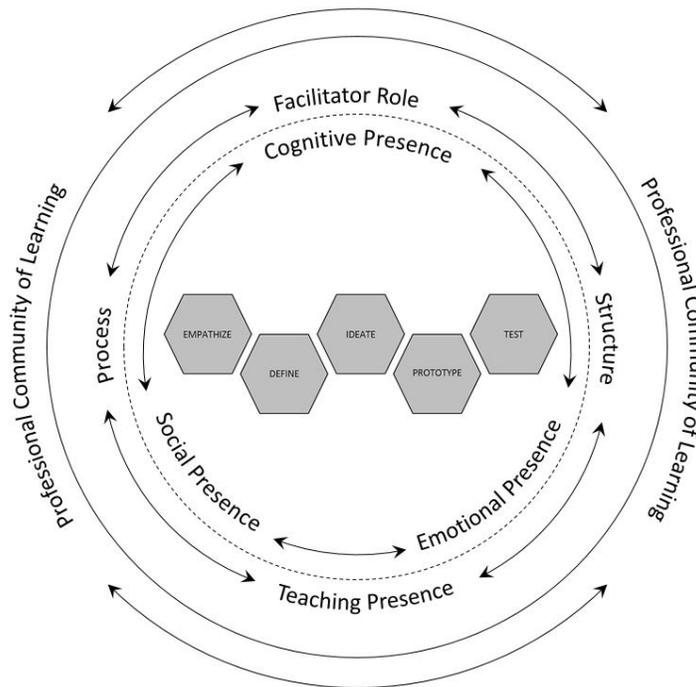 Facilitator Role
Cognitive Presence
Professional Community of Learning
Professional Community of Learning
Process
Structure
EMPATHIZE
DEFINE
IDEATE
PROTOTYPE
TEST
Social Presence
Emotional Presence
Teaching Presence